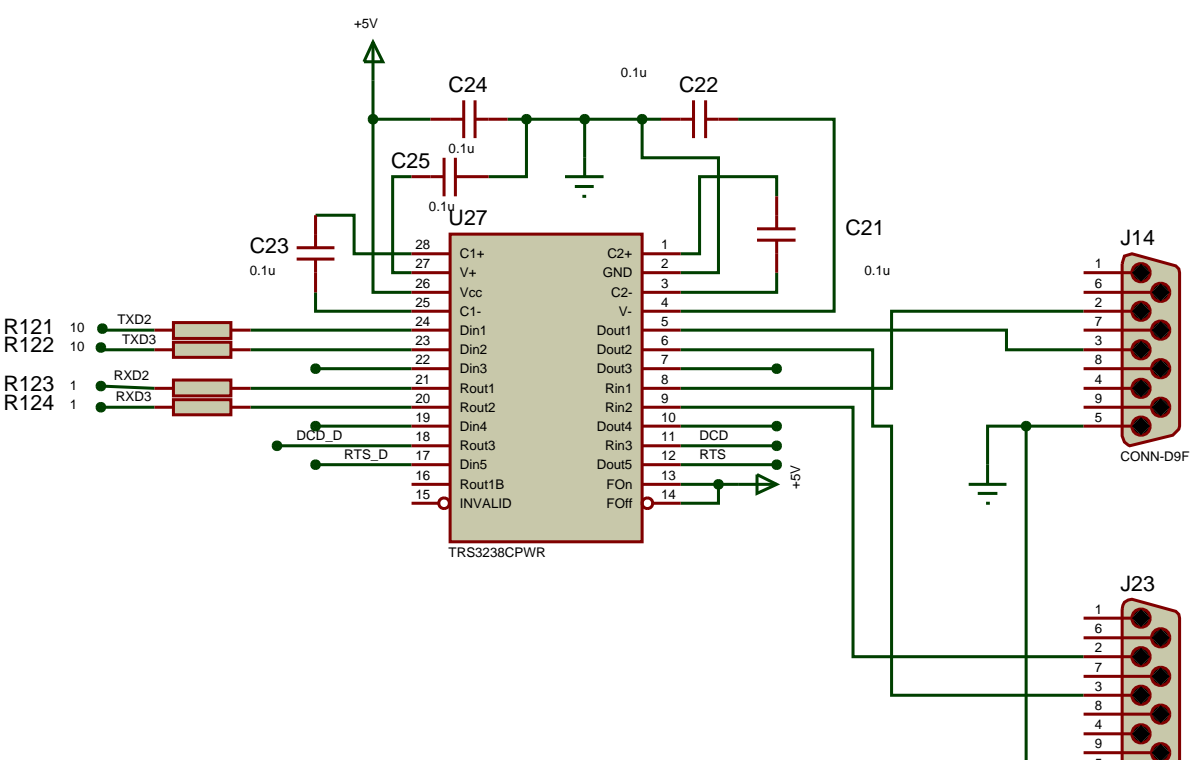 +5V
C24
0.1u
C22
0.1u
C25
0.1u
U27
C23
0.1u
C21
0.1u
J14
28 C1+ C2+ 1
27 V+ GND 2
26 Vcc C2- 3
25 C1- V- 4
24 Din1 Dout1 5
23 Din2 Dout2 6
22 Din3 Dout3 7
21 Rout1 Rin1 8
20 Rout2 Rin2 9
19 Din4 Dout4 10
18 Rout3 Rin3 11
17 Din5 Dout5 12
16 Rout1B FOn 13
15 INVALID FOff 14
TRS3238CPWR
R121 10 TXD2
R122 10 TXD3
R123 1 RXD2
R124 1 RXD3
DCD_D
RTS_D
DCD
RTS
+5V
1
6
2
7
3
8
4
9
5
CONN-D9F
J23
1
6
2
7
3
8
4
9